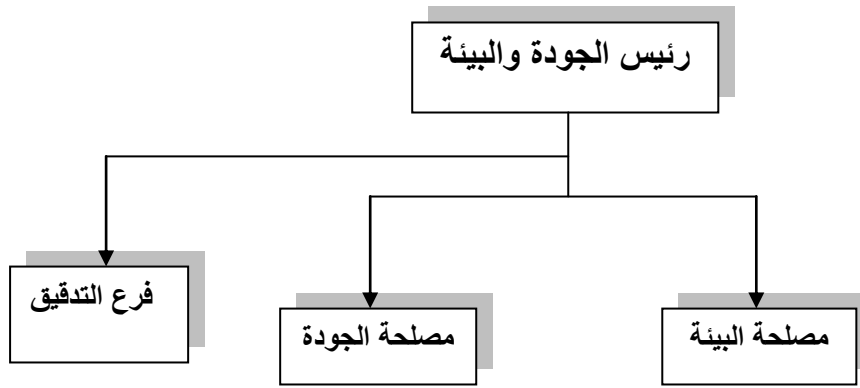 رئيس الجودة والبيئة
فرع التدقيق
مصلحة الجودة
مصلحة البيئة